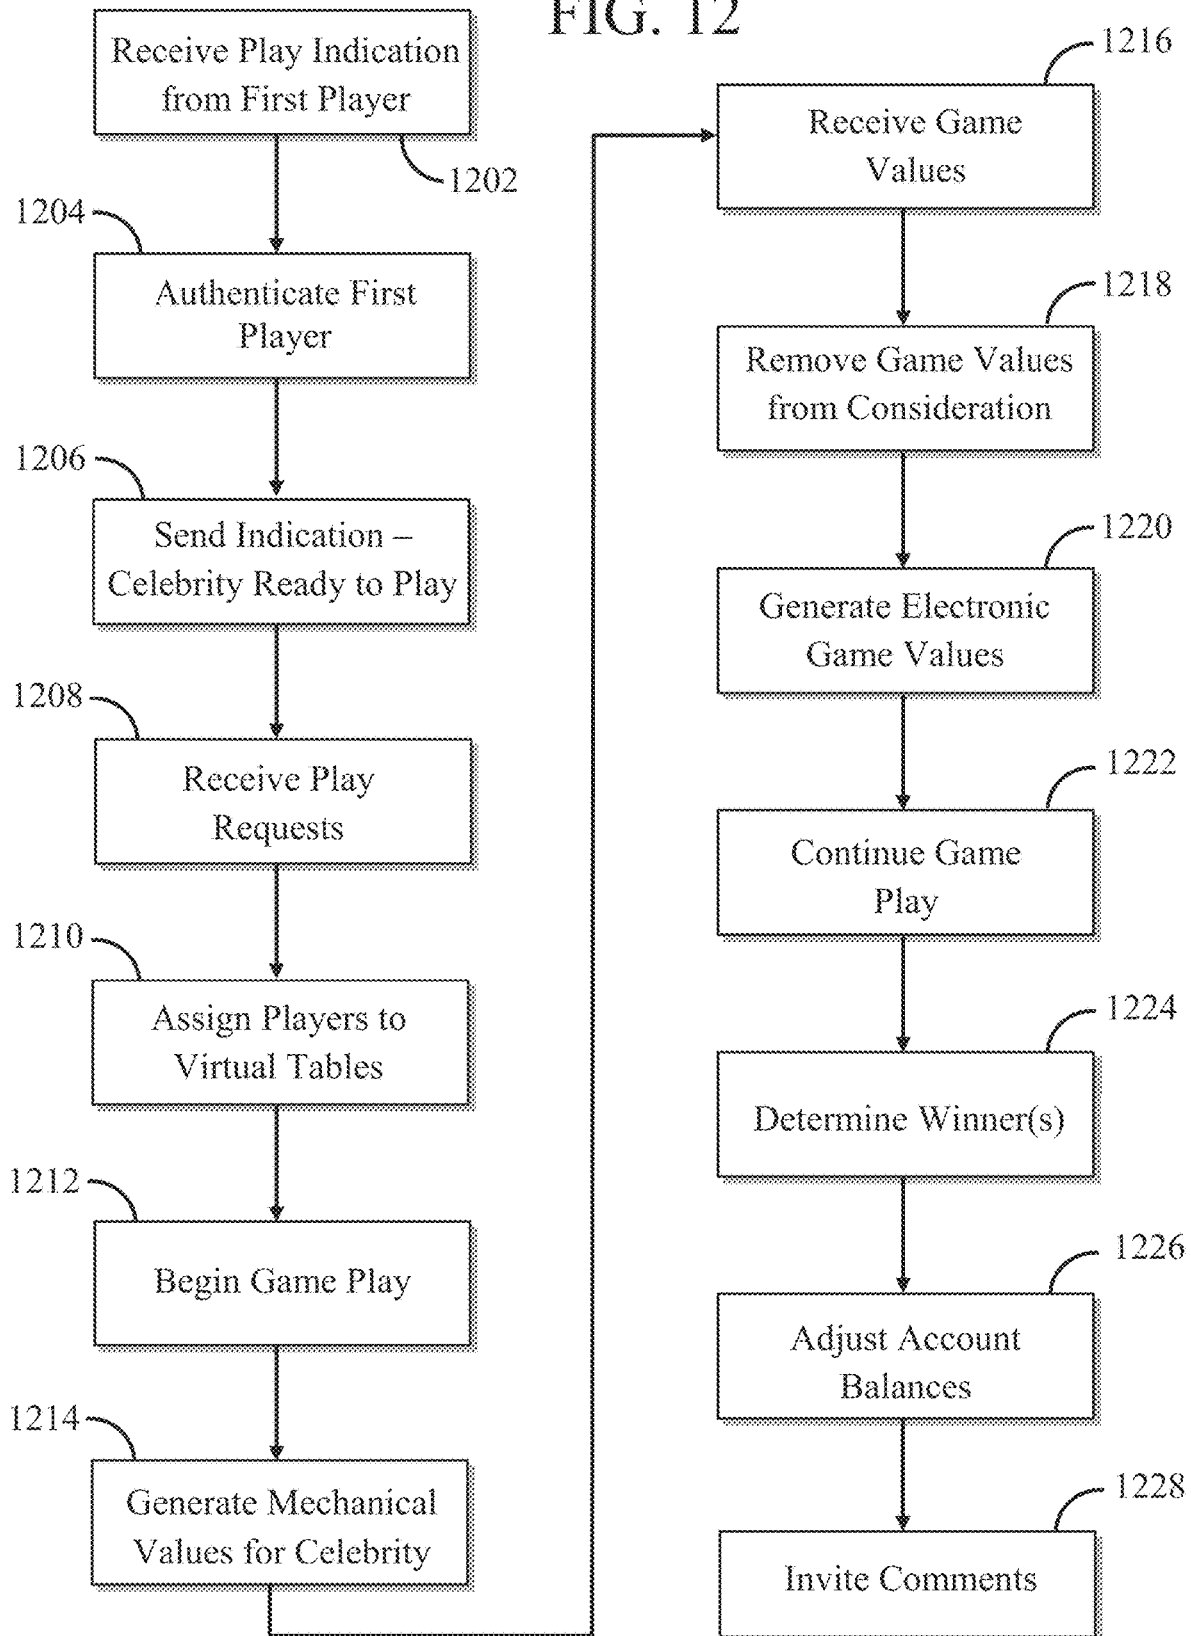 FIG. 12
Receive Play Indication
from First Player
1202
1204
Authenticate First
Player
1206
Send Indication –
Celebrity Ready to Play
1208
Receive Play
Requests
1210
Assign Players to
Virtual Tables
1212
Begin Game Play
1214
Generate Mechanical
Values for Celebrity
1216
Receive Game
Values
1218
Remove Game Values
from Consideration
1220
Generate Electronic
Game Values
1222
Continue Game
Play
1224
Determine Winner(s)
1226
Adjust Account
Balances
1228
Invite Comments